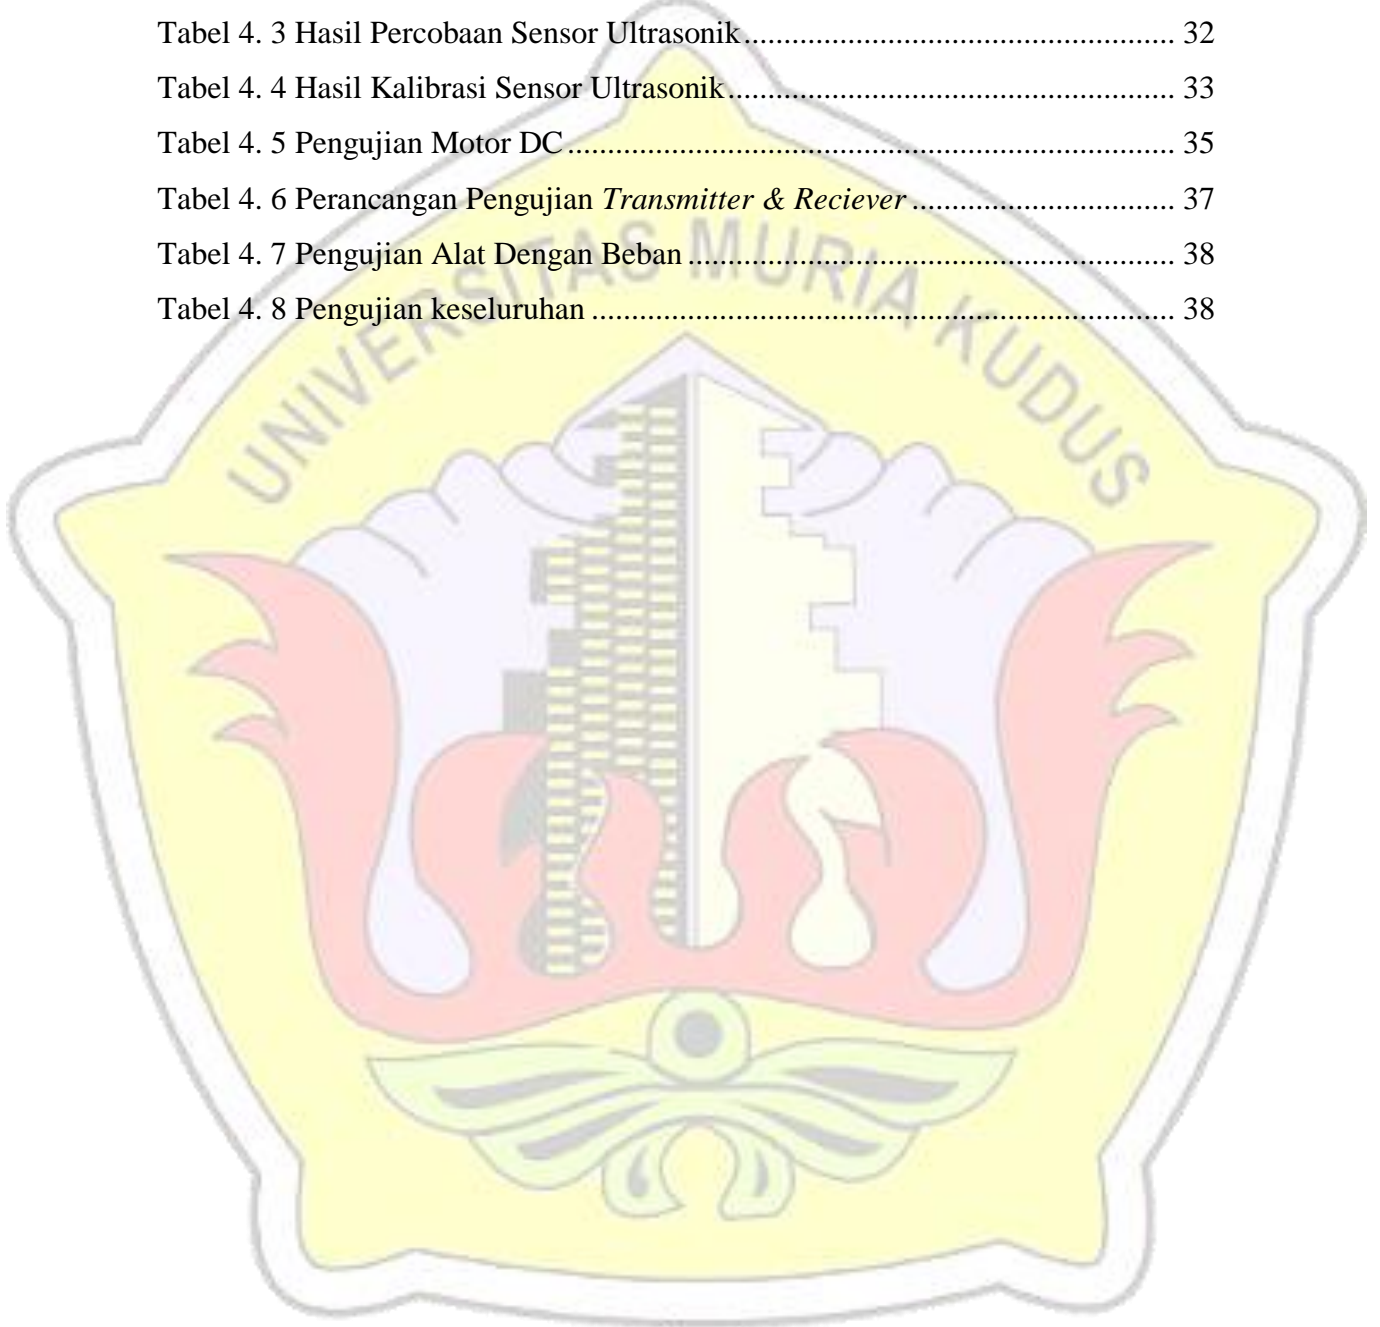 Tabel 4. 3 Hasil Percobaan Sensor Ultrasonik...................................................... 32
Tabel 4. 4 Hasil Kalibrasi Sensor Ultrasonik........................................................ 33
Tabel 4. 5 Pengujian Motor DC............................................................................ 35
Tabel 4. 6 Perancangan Pengujian Transmitter & Reciever ................................. 37
Tabel 4. 7 Pengujian Alat Dengan Beban ............................................................. 38
Tabel 4. 8 Pengujian keseluruhan ......................................................................... 38
UNIVERSITAS MURIA KUDUS